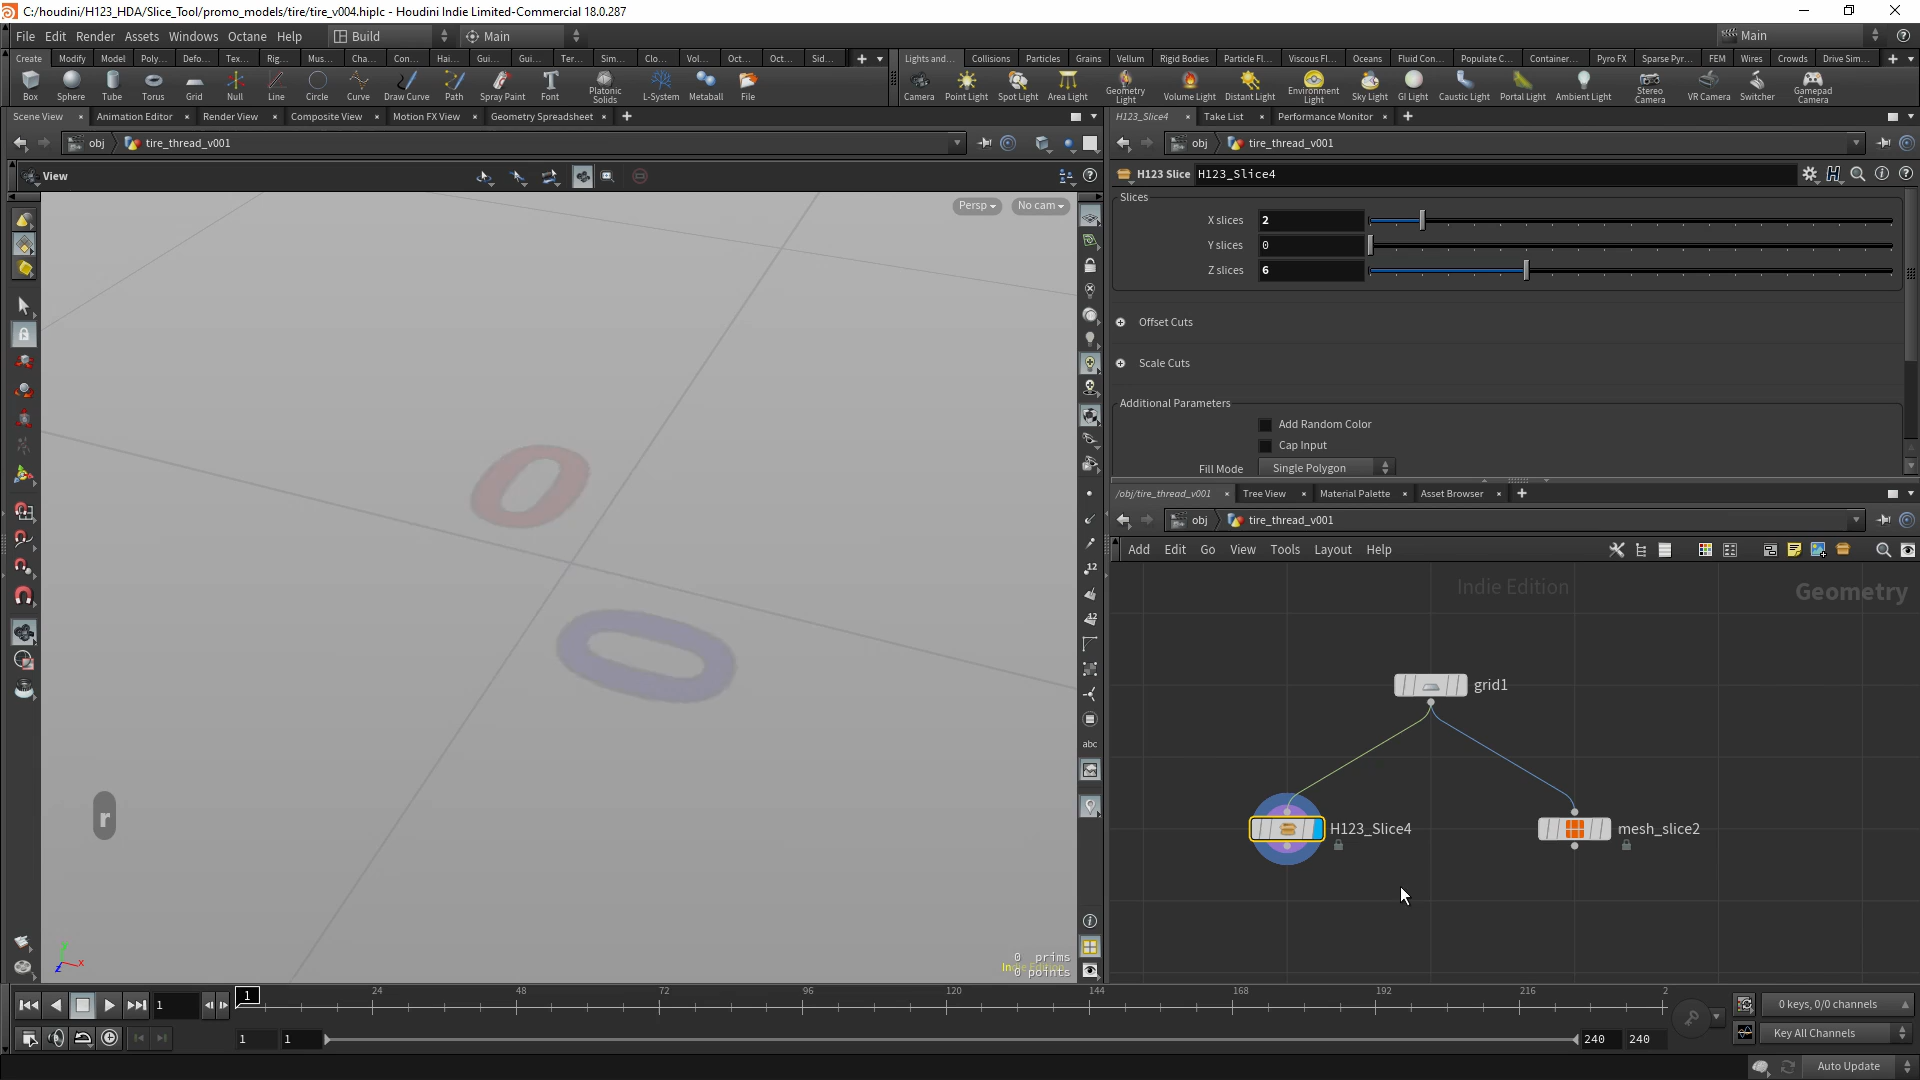 C:/houdini/H123_HDA/Slice_Tool/promo_models/tire/tire_v004.hiplc - Houdini Indie Limited-Commercial 18.0.287
File Edit Render Assets Windows Octane Help Build Main Main
Create Modify Model Poly... Defo... Tex... Rig... Mus... Cha... Con... Hai... Gui... Gui... Ter... Sim... Clo... Vol... Oct... Oct... Sid...
Lights and... Collisions Particles Grains Vellum Rigid Bodies Particle Fl... Viscous Fl... Oceans Fluid Con... Populate C... Container... Pyro FX Sparse Pyr... FEM Wires Crowds Drive Sim...
Box Sphere Tube Torus Grid Null Line Circle Curve Draw Curve Path Spray Paint Font Platonic Solids L-System Metaball File
Camera Point Light Spot Light Area Light Geometry Light Volume Light Distant Light Environment Light Sky Light GI Light Caustic Light Portal Light Ambient Light Stereo Camera VR Camera Switcher Gamepad Camera
Scene View Animation Editor Render View Composite View Motion FX View Geometry Spreadsheet
H123_Slice4 Take List Performance Monitor
obj tire_thread_v001
obj tire_thread_v001
View
H123 Slice H123_Slice4
Persp No cam
Slices
X slices 2
Y slices 0
Z slices 6
Offset Cuts
Scale Cuts
Additional Parameters
Add Random Color
Cap Input
Fill Mode Single Polygon
/obj/tire_thread_v001 Tree View Material Palette Asset Browser
obj tire_thread_v001
Add Edit Go View Tools Layout Help
Indie Edition
Geometry
grid1
H123_Slice4
mesh_slice2
0
0
r
12
12
abc
0 prims
0 points
1 1 24 48 72 96 120 144 168 192 216 2
0 keys, 0/0 channels
1 1 240 240
Key All Channels
Auto Update